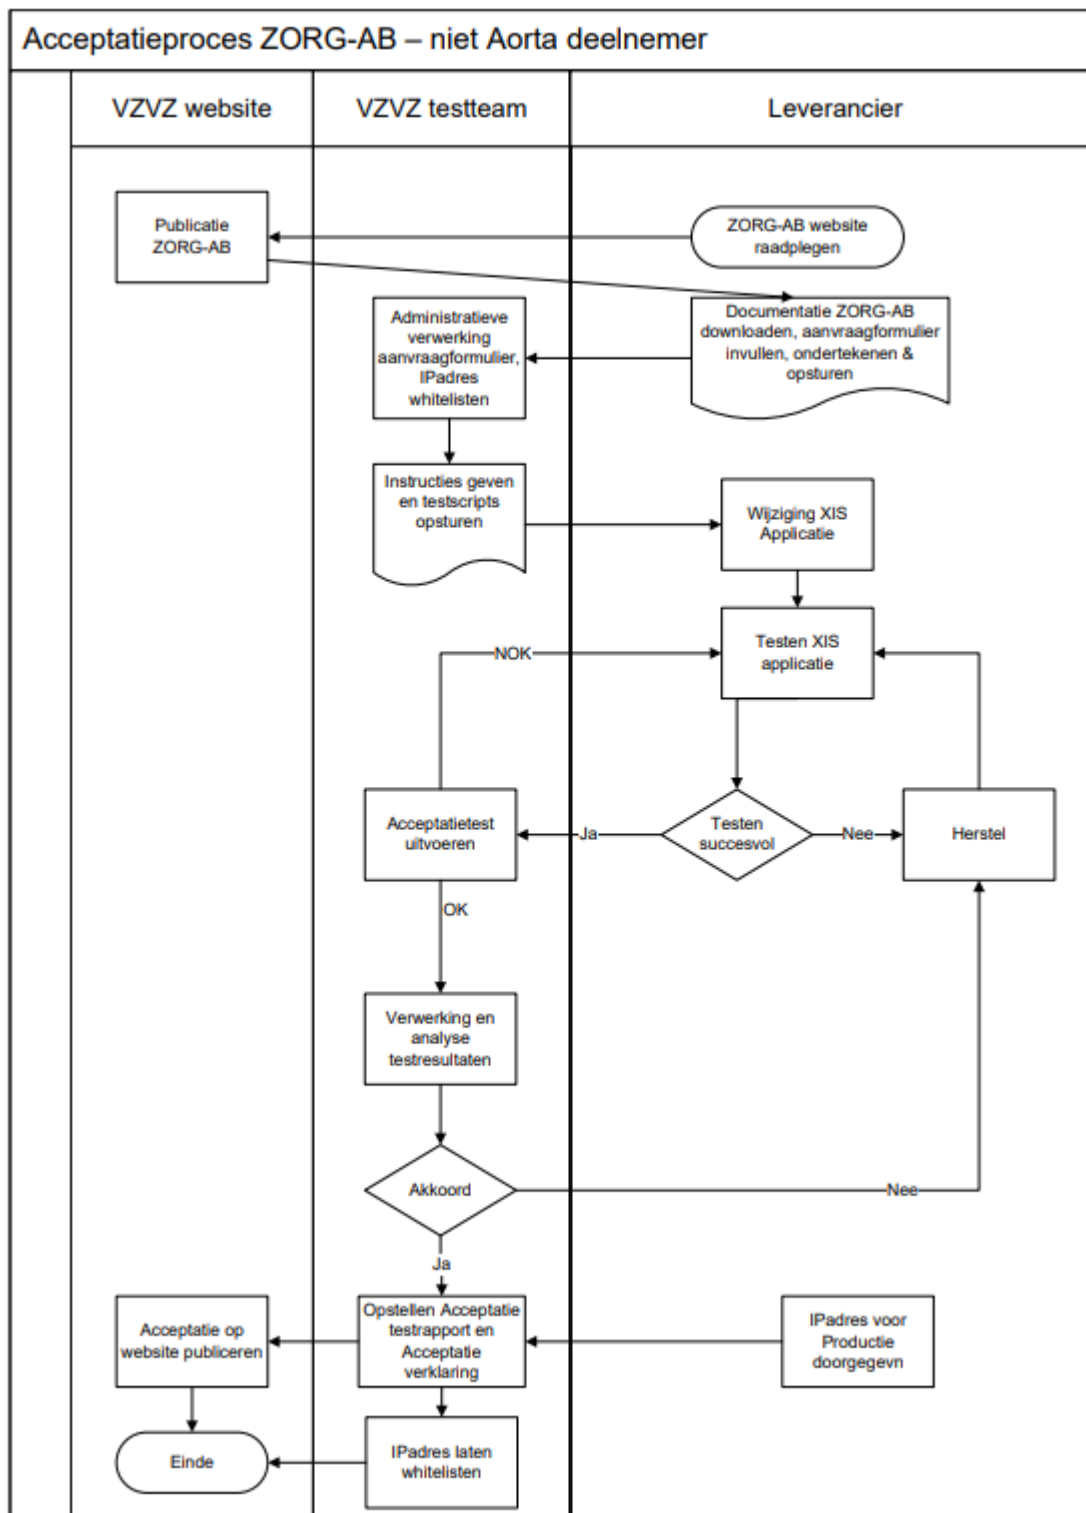 Acceptatieproces ZORG-AB – niet Aorta deelnemer
VZVZ website
VZVZ testteam
Leverancier
Publicatie
ZORG-AB
ZORG-AB website
raadplegen
Administratieve
verwerking
aanvraagformulier,
IPadres
whitelisten
Documentatie ZORG-AB
downloaden, aanvraagformulier
invullen, ondertekenen &
opsturen
Instructies geven
en testscripts
opsturen
Wijziging XIS
Applicatie
NOK
Testen XIS
applicatie
Acceptatietest
uitvoeren
Ja
Testen
succesvol
Nee
Herstel
OK
Verwerking en
analyse
testresultaten
Akkoord
Nee
Ja
Acceptatie op
website publiceren
Opstellen Acceptatie
testrapport en
Acceptatie
verklaring
IPadres voor
Productie
doorgegevn
Einde
IPadres laten
whitelisten